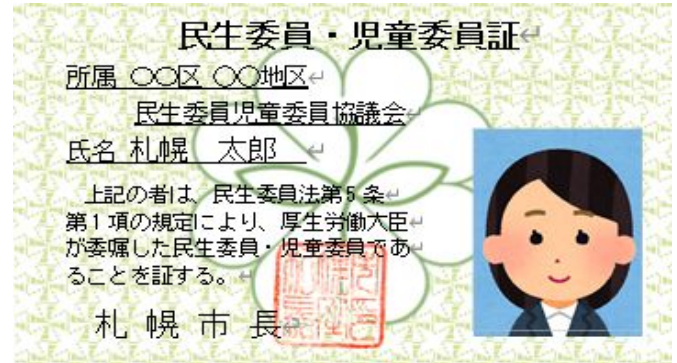 民生委員・児童委員証
所属 ○○区 ○○地区
民生委員児童委員協議会
氏名 札幌　太郎
上記の者は、民生委員法第5条
第1項の規定により、厚生労働大臣
が委嘱した民生委員・児童委員であ
ることを証する。
札 幌 市 長